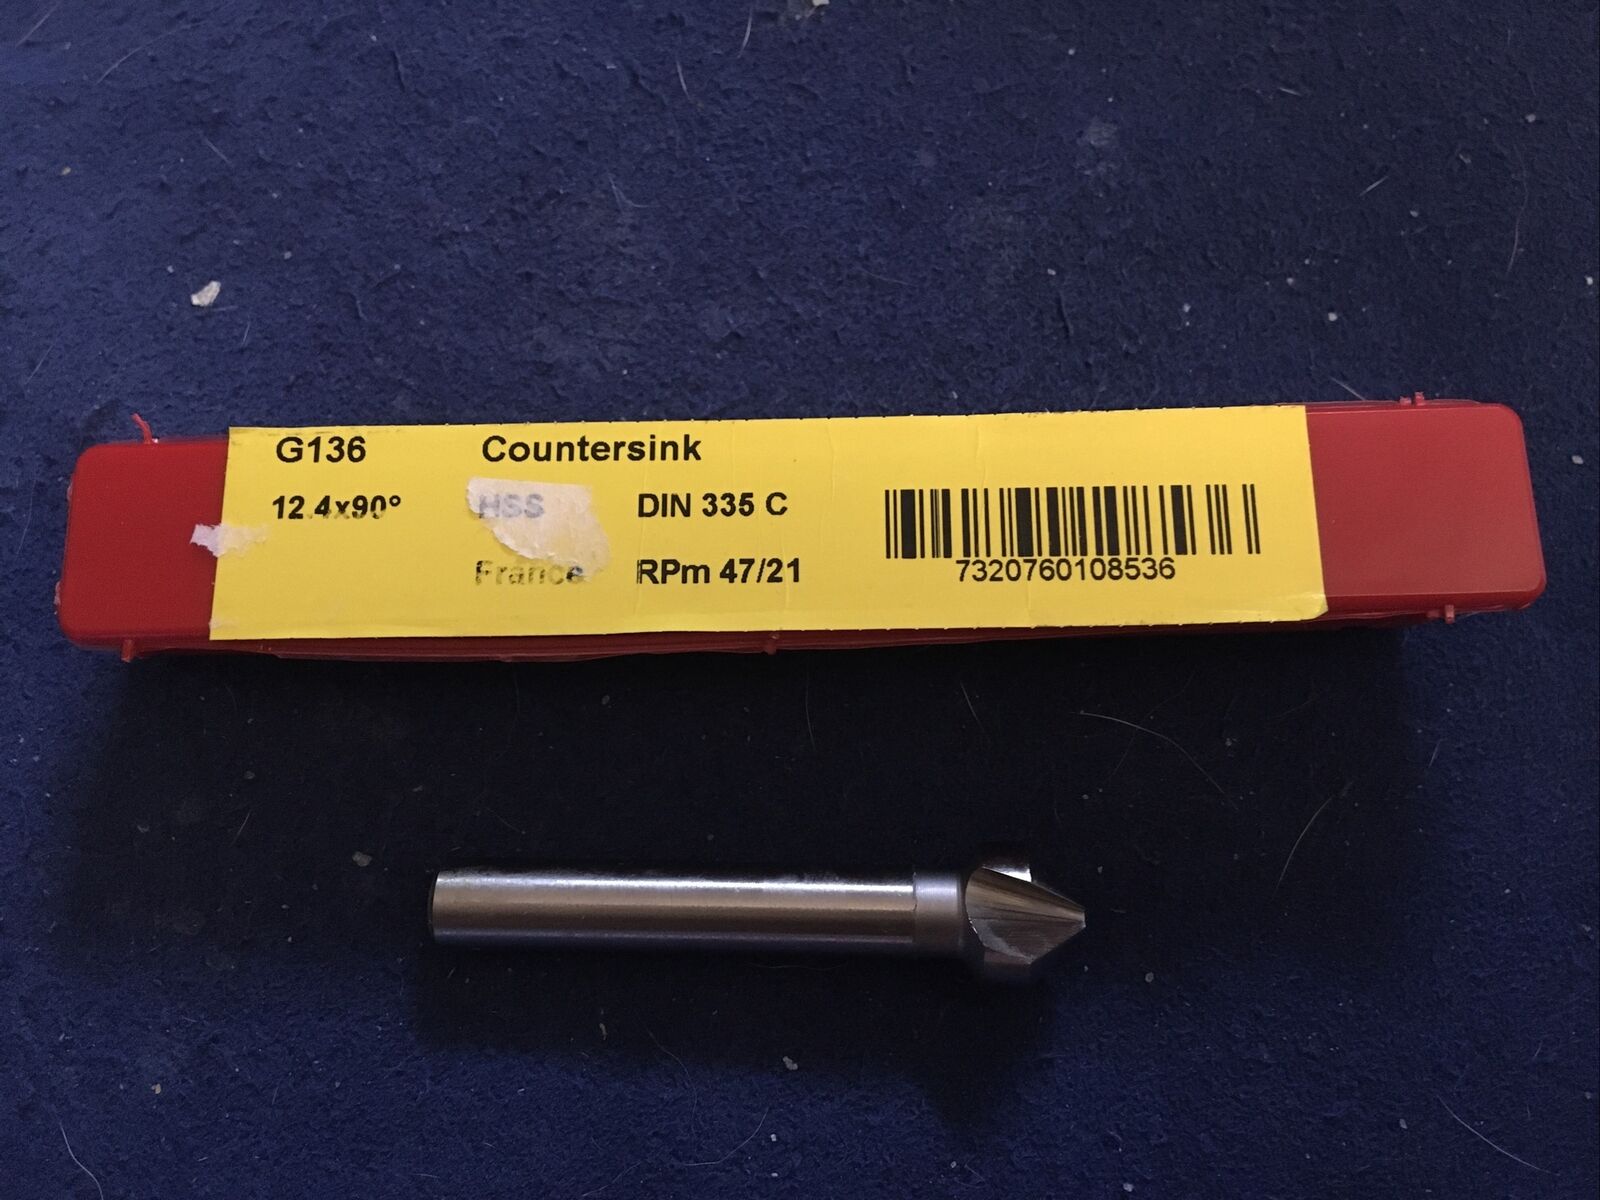 G136 Countersink
12.4x90° HSS DIN 335 C
France RPm 47/21
7320760108536